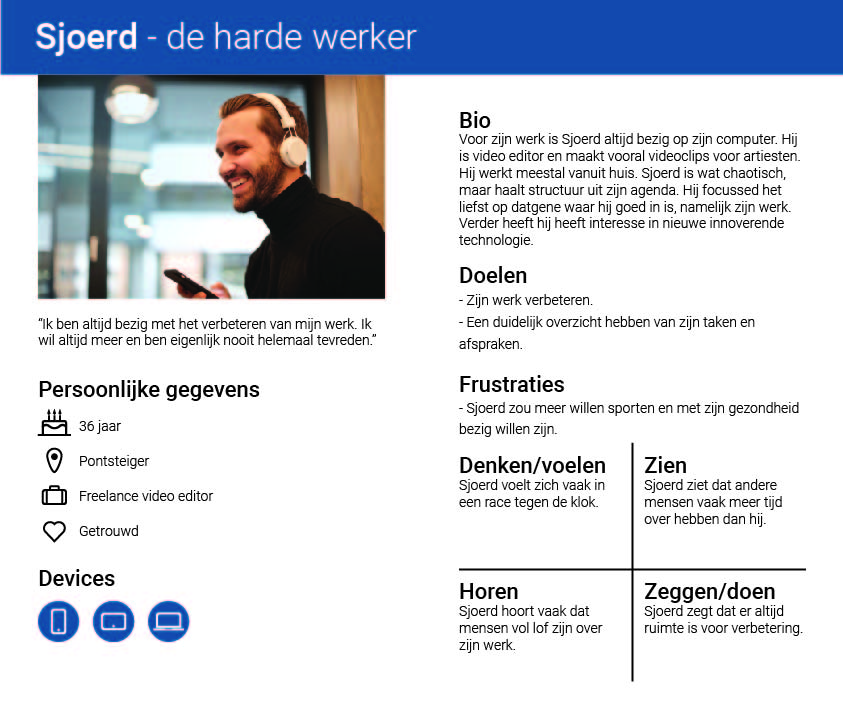 Sjoerd - de harde werker
“Ik ben altijd bezig met het verbeteren van mijn werk. Ik
wil altijd meer en ben eigenlijk nooit helemaal tevreden.”
Persoonlijke gegevens
36 jaar
Pontsteiger
Freelance video editor
Getrouwd
Devices
Bio
Voor zijn werk is Sjoerd altijd bezig op zijn computer. Hij
is video editor en maakt vooral videoclips voor artiesten.
Hij werkt meestal vanuit huis. Sjoerd is wat chaotisch,
maar haalt structuur uit zijn agenda. Hij focussed het
liefst op datgene waar hij goed in is, namelijk zijn werk.
Verder heeft hij heeft interesse in nieuwe innoverende
technologie.
Doelen
- Zijn werk verbeteren.
- Een duidelijk overzicht hebben van zijn taken en
afspraken.
Frustraties
- Sjoerd zou meer willen sporten en met zijn gezondheid
bezig willen zijn.
Denken/voelen
Sjoerd voelt zich vaak in
een race tegen de klok.
Zien
Sjoerd ziet dat andere
mensen vaak meer tijd
over hebben dan hij.
Horen
Sjoerd hoort vaak dat
mensen vol lof zijn over
zijn werk.
Zeggen/doen
Sjoerd zegt dat er altijd
ruimte is voor verbetering.